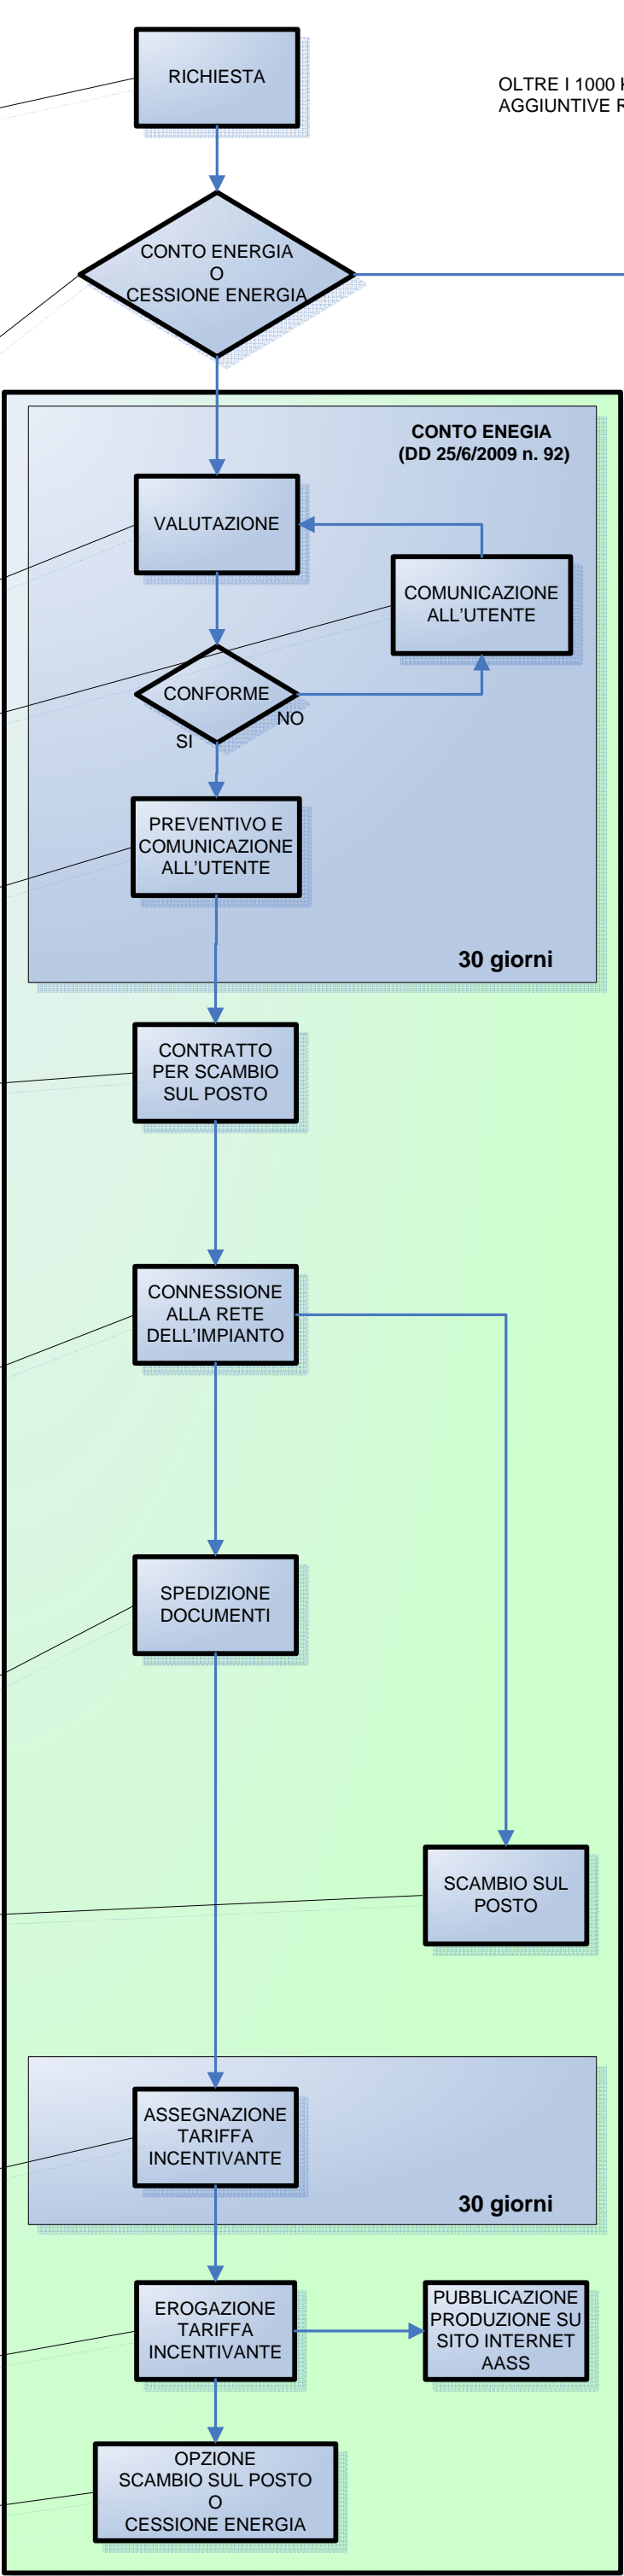 RICHIESTA
OLTRE I 1000
AGGIUNTIVE
CONTO ENERGIA
O
CESSIONE ENERGIA
CONTO ENEGIA
(DD 25/6/2009 n. 92)
VALUTAZIONE
COMUNICAZIONE
ALL'UTENTE
CONFORME
NO
SI
PREVENTIVO E
COMUNICAZIONE
ALL'UTENTE
30 giorni
CONTRATTO
PER SCAMBIO
SUL POSTO
CONNESSIONE
ALLA RETE
DELL'IMPIANTO
SPEDIZIONE
DOCUMENTI
SCAMBIO SUL
POSTO
ASSEGNAZIONE
TARIFFA
INCENTIVANTE
30 giorni
EROGAZIONE
TARIFFA
INCENTIVANTE
PUBBLICAZIONE
PRODUZIONE SU
SITO INTERNET
AASS
OPZIONE
SCAMBIO SUL POSTO
O
CESSIONE ENERGIA